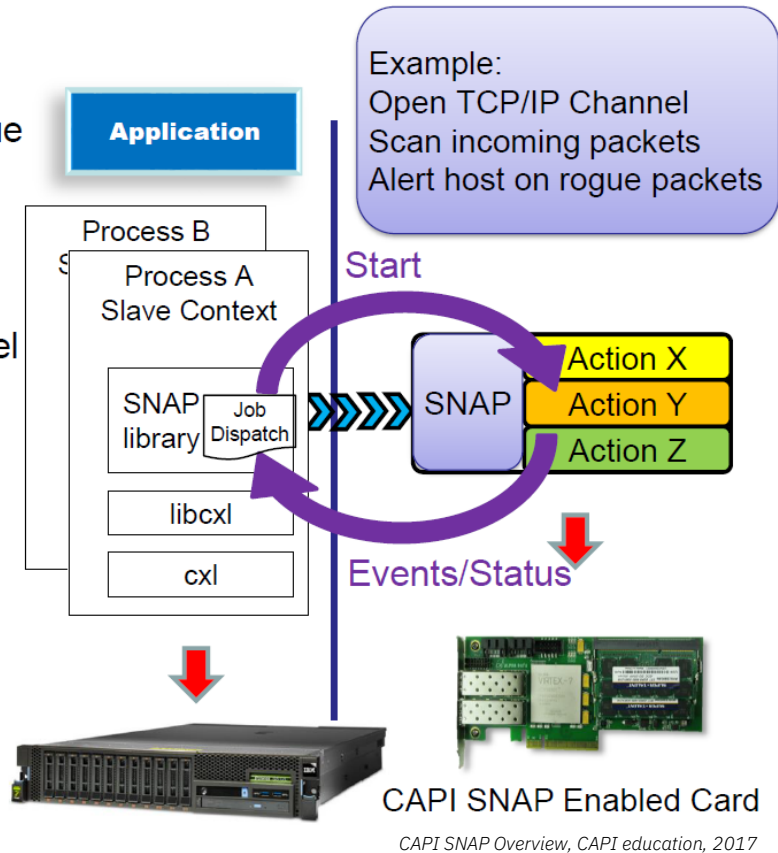 Example:
Open TCP/IP Channel
Scan incoming packets
Alert host on rogue packets
Application
Process B
S
Process A
Slave Context
SNAP
library
Job
Dispatch
libcxl
cxl
Start
SNAP
Action X
Action Y
Action Z
Events/Status
CAPI SNAP Enabled Card
CAPI SNAP Overview, CAPI education, 2017